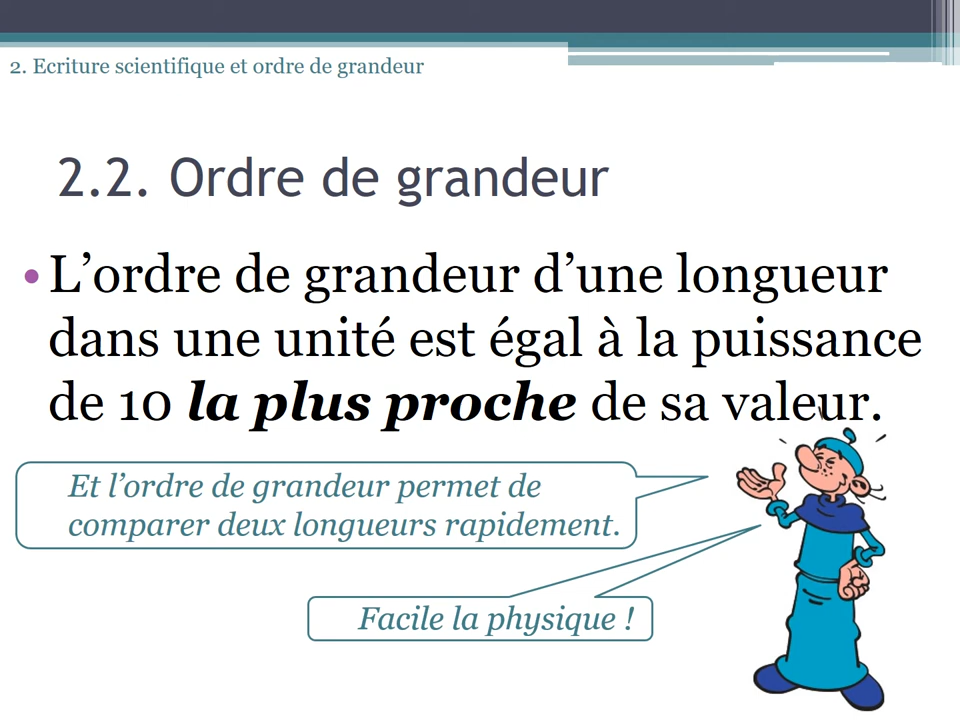 2. Ecriture scientifique et ordre de grandeur
2.2. Ordre de grandeur
•L’ordre de grandeur d’une longueur
dans une unité est égal à la puissance
de 10 la plus proche de sa valeur.
Et l’ordre de grandeur permet de
comparer deux longueurs rapidement.
Facile la physique !